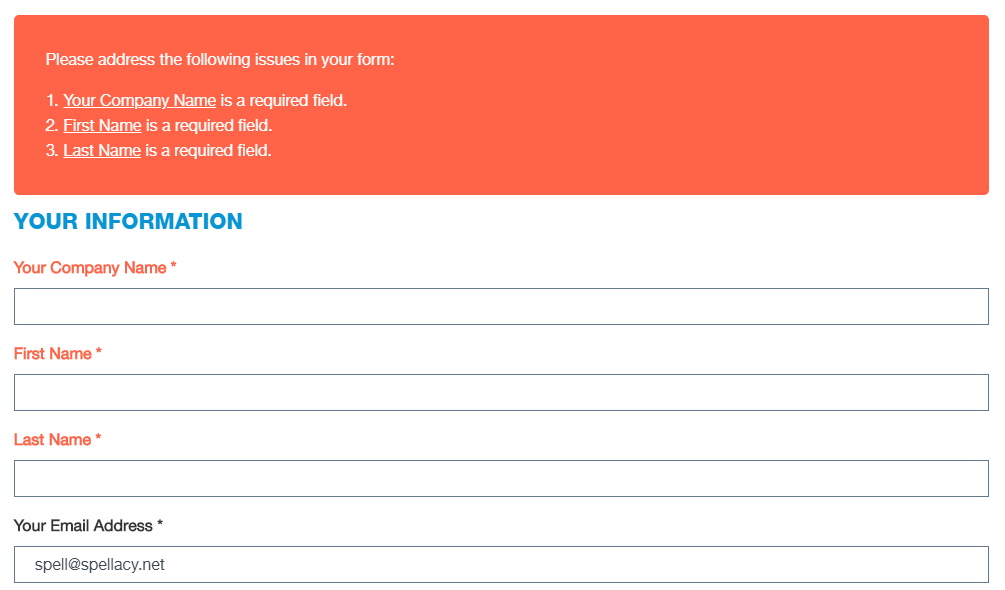 Please address the following issues in your form:
1. Your Company Name is a required field.
2. First Name is a required field.
3. Last Name is a required field.
YOUR INFORMATION
Your Company Name *
First Name *
Last Name *
Your Email Address *
spell@spellacy.net